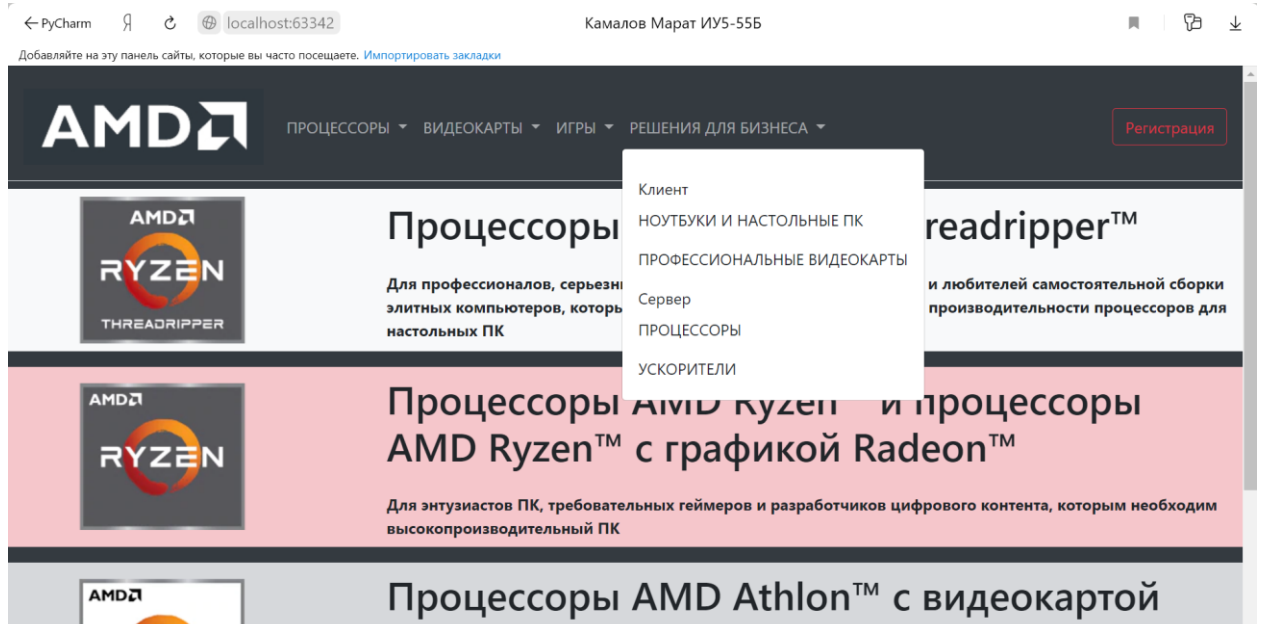 PyCharm Я localhost:63342 Камалов Марат ИУ5-55Б
Добавляйте на эту панель сайты, которые вы часто посещаете. Импортировать закладки
AMD ПРОЦЕССОРЫ ВИДЕОКАРТЫ ИГРЫ РЕШЕНИЯ ДЛЯ БИЗНЕСА Регистрация
Клиент
НОУТБУКИ И НАСТОЛЬНЫЕ ПК
ПРОФЕССИОНАЛЬНЫЕ ВИДЕОКАРТЫ
Сервер
ПРОЦЕССОРЫ
УСКОРИТЕЛИ
AMD
RYZEN
THREADRIPPER
Процессоры readripper™
Для профессионалов, и любителей самостоятельной сборки
элитных компьютеров, производительности процессоров для
настольных ПК
AMD
RYZEN
Процессоры AMD Ryzen и процессоры
AMD Ryzen™ с графикой Radeon™
Для энтузиастов ПК, требовательных геймеров и разработчиков цифрового контента, которым необходим
высокопроизводительный ПК
AMD
Процессоры AMD Athlon™ с видеокартой